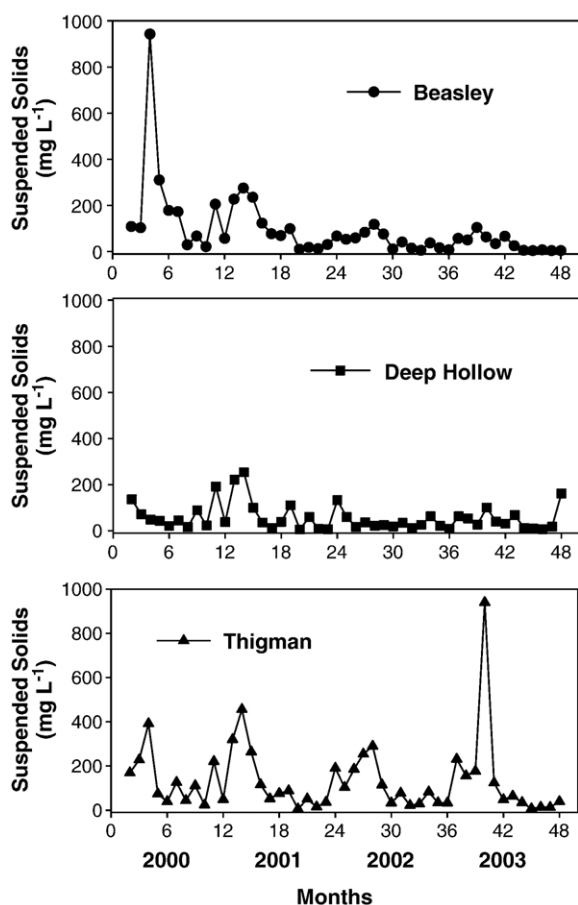 Suspended Solids
(mg L-1)
1000
800
600
400
200
0
Beasley
0 6 12 18 24 30 36 42 48
Suspended Solids
(mg L-1)
1000
800
600
400
200
0
Deep Hollow
0 6 12 18 24 30 36 42 48
Suspended Solids
(mg L-1)
1000
800
600
400
200
0
Thigman
0 6 12 18 24 30 36 42 48
2000 2001 2002 2003
Months